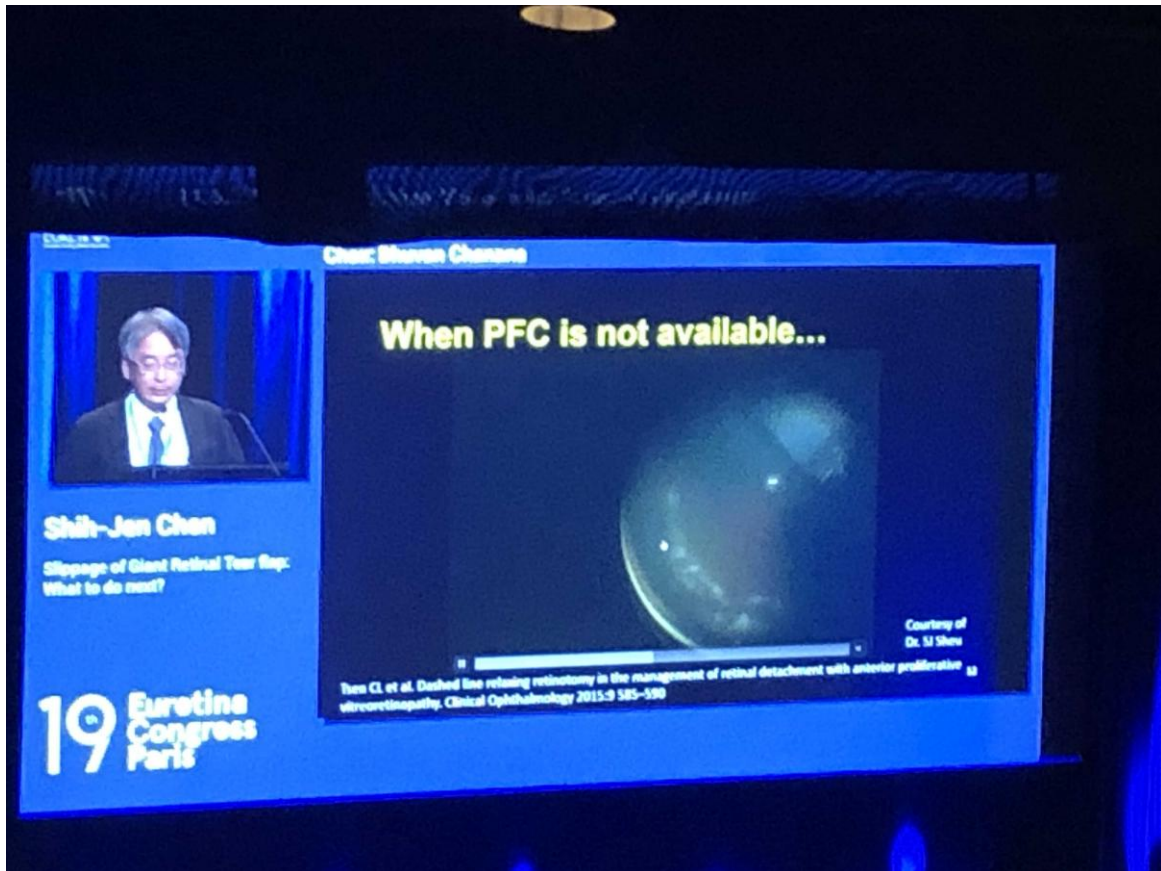 Chair: Bhuvan Chanana
When PFC is not available...
Shih-Jen Chen
Slippage of Giant Retinal Tear flap:
What to do next?
Courtesy of
Dr. SJ Sheu
Tsen CL et al. Dashed line relaxing retinotomy in the management of retinal detachment with anterior proliferative
vitreoretinopathy. Clinical Ophthalmology 2015:9 585–590
19th
Euretina
Congress
Paris